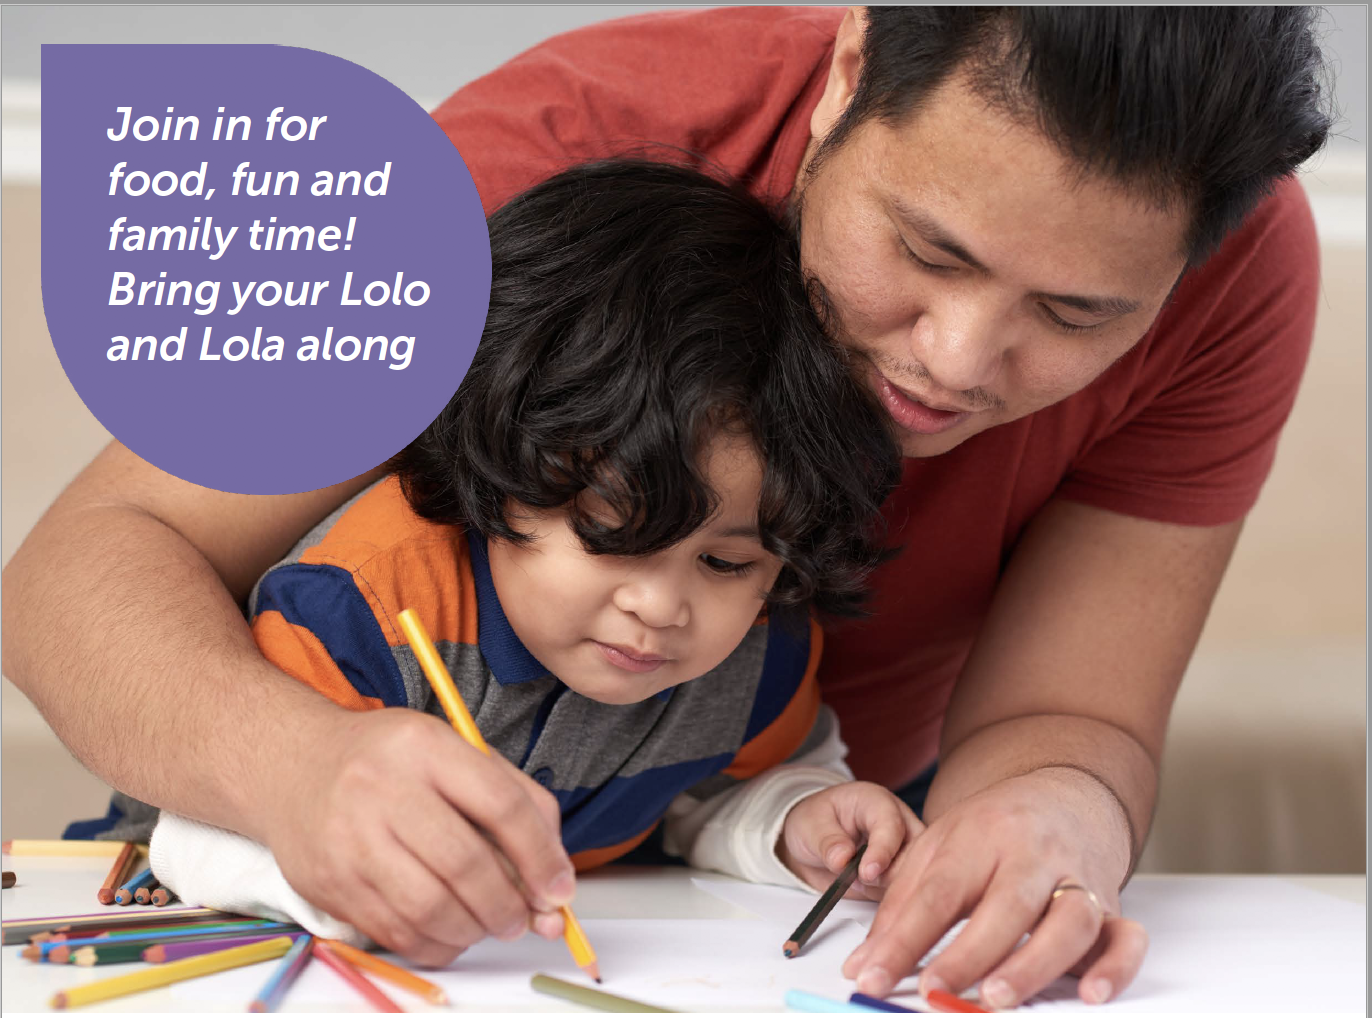 Join in for
food, fun and
family time!
Bring your Lolo
and Lola along